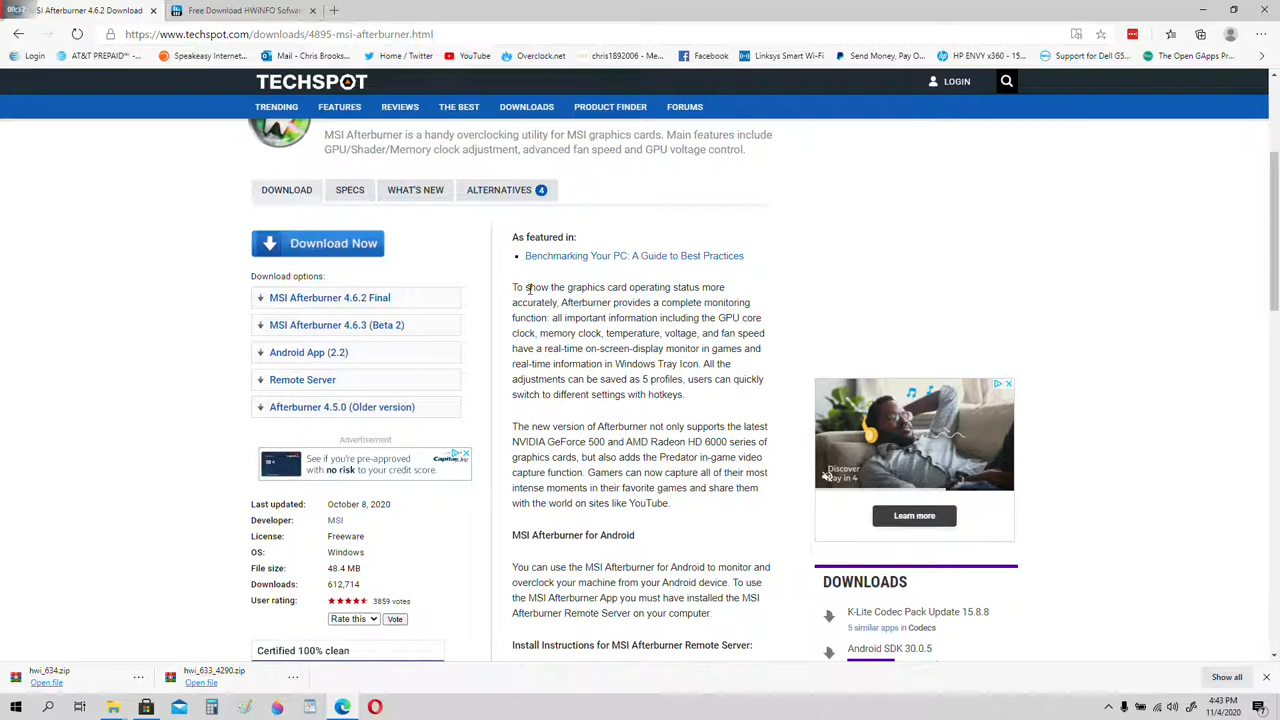 08:32
MSI Afterburner 4.6.2 Download
Free Download HWiNFO Sofwa
https://www.techspot.com/downloads/4895-msi-afterburner.html
Login
AT&T PREPAID™ -...
Speakeasy Internet...
Mail - Chris Brooks...
Twitter
YouTube
Overclock.net
chris1892006 - Me...
Facebook
Linksys Smart Wi-Fi
Send Money, Pay O...
HP ENVY x360 - 15...
Support for Dell G5...
The Open GApps Pr...
TECHSPOT
LOGIN
TRENDING
FEATURES
REVIEWS
THE BEST
DOWNLOADS
PRODUCT FINDER
FORUMS
MSI Afterburner is a handy overclocking utility for MSI graphics cards. Main features include
GPU/Shader/Memory clock adjustment, advanced fan speed and GPU voltage control.
DOWNLOAD
SPECS
WHAT'S NEW
ALTERNATIVES 4
Download Now
Download options:
MSI Afterburner 4.6.2 Final
MSI Afterburner 4.6.3 (Beta 2)
Android App (2.2)
Remote Server
Afterburner 4.5.0 (Older version)
Advertisement
See if you're pre-approved
with no risk to your credit score.
Capital One
Last updated: October 8, 2020
Developer: MSI
License: Freeware
OS: Windows
File size: 48.4 MB
Downloads: 612,714
User rating: 3859 votes
Rate this
Vote
Certified 100% clean
As featured in:
Benchmarking Your PC: A Guide to Best Practices
To show the graphics card operating status more
accurately, Afterburner provides a complete monitoring
function: all important information including the GPU core
clock, memory clock, temperature, voltage, and fan speed
have a real-time on-screen-display monitor in games and
real-time information in Windows Tray Icon. All the
adjustments can be saved as 5 profiles, users can quickly
switch to different settings with hotkeys.
The new version of Afterburner not only supports the latest
NVIDIA GeForce 500 and AMD Radeon HD 6000 series of
graphics cards, but also adds the Predator in-game video
capture function. Gamers can now capture all of their most
intense moments in their favorite games and share them
with the world on sites like YouTube.
MSI Afterburner for Android
You can use the MSI Afterburner for Android to monitor and
overclock your machine from your Android device. To use
the MSI Afterburner App you must have installed the MSI
Afterburner Remote Server on your computer.
Install Instructions for MSI Afterburner Remote Server:
Discover
Day in 4
Learn more
DOWNLOADS
K-Lite Codec Pack Update 15.8.8
5 similar apps in Codecs
Android SDK 30.0.5
hwi_634.zip
Open file
hwi_633_4290.zip
Open file
Show all
4:43 PM
11/4/2020
7